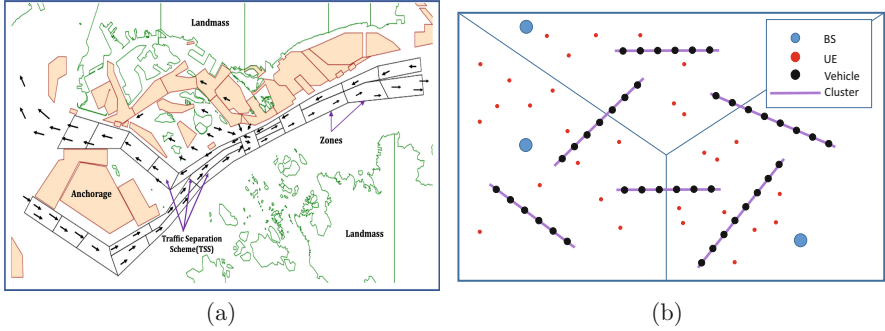 Landmass
Zones
Anchorage
Traffic Separation
Scheme(TSS)
Landmass
(a)
BS
UE
Vehicle
Cluster
(b)